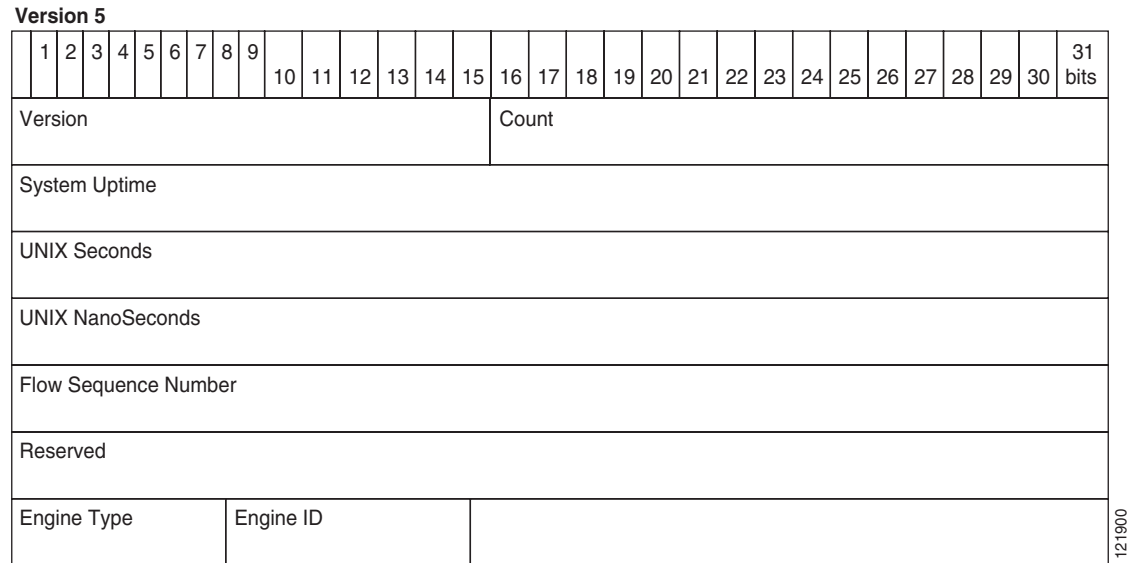 Version 5
1 2 3 4 5 6 7 8 9 10 11 12 13 14 15 16 17 18 19 20 21 22 23 24 25 26 27 28 29 30 31 bits
Version Count
System Uptime
UNIX Seconds
UNIX NanoSeconds
Flow Sequence Number
Reserved
Engine Type Engine ID
121900